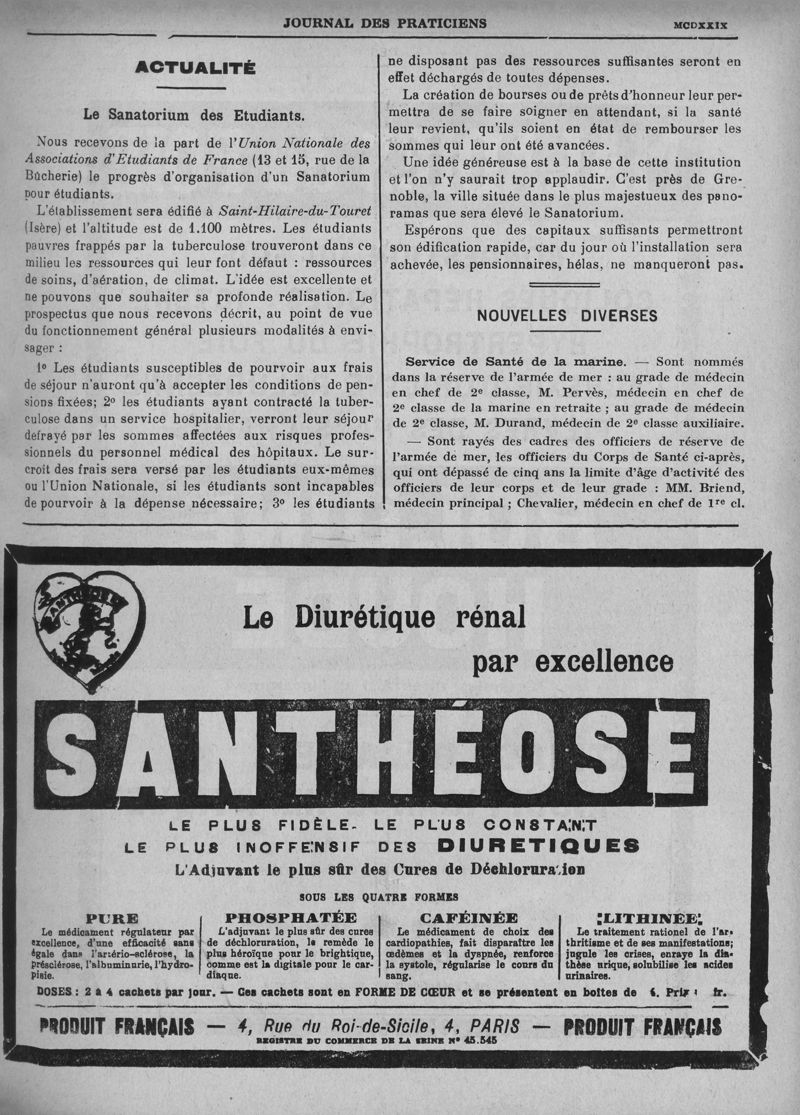 JOURNAL DES PRATICIENS
MCDXXIX
ACTUALITÉ
Le Sanatorium des Etudiants.
Nous recevons de la part de l'Union Nationale des
Associations d'Etudiants de France (13 et 15, rue de la
Bûcherie) le progrès d'organisation d'un Sanatorium
pour étudiants.
L'établissement sera édifié à Saint-Hilaire-du-Touret
(Isère) et l'altitude est de 1.100 mètres. Les étudiants
pauvres frappés par la tuberculose trouveront dans ce
milieu les ressources qui leur font défaut : ressources
de soins, d'aération, de climat. L'idée est excellente et
ne pouvons que souhaiter sa profonde réalisation. Le
prospectus que nous recevons décrit, au point de vue
du fonctionnement général plusieurs modalités à envi-
sager :
1º Les étudiants susceptibles de pourvoir aux frais
de séjour n'auront qu'à accepter les conditions de pen-
sions fixées; 2º les étudiants ayant contracté la tuber-
culose dans un service hospitalier, verront leur séjour
defrayé par les sommes affectées aux risques profes-
sionnels du personnel médical des hôpitaux. Le sur-
croit des frais sera versé par les étudiants eux-mêmes
ou l'Union Nationale, si les étudiants sont incapables
de pourvoir à la dépense nécessaire; 3º les étudiants
ne disposant pas des ressources suffisantes seront en
effet déchargés de toutes dépenses.
La création de bourses ou de prêts d'honneur leur per-
mettra de se faire soigner en attendant, si la santé
leur revient, qu'ils soient en état de rembourser les
sommes qui leur ont été avancées.
Une idée généreuse est à la base de cette institution
et l'on n'y saurait trop applaudir. C'est près de Gre-
noble, la ville située dans le plus majestueux des pano-
ramas que sera élevé le Sanatorium.
Espérons que des capitaux suffisants permettront
son édification rapide, car du jour où l'installation sera
achevée, les pensionnaires, hélas, ne manqueront pas.
NOUVELLES DIVERSES
Service de Santé de la marine. — Sont nommés
dans la réserve de l'armée de mer : au grade de médecin
en chef de 2e classe, M. Pervès, médecin en chef de
2e classe de la marine en retraite ; au grade de médecin
de 2e classe, M. Durand, médecin de 2e classe auxiliaire.
— Sont rayés des cadres des officiers de réserve de
l'armée de mer, les officiers du Corps de Santé ci-après,
qui ont dépassé de cinq ans la limite d'âge d'activité des
officiers de leur corps et de leur grade : MM. Briend,
médecin principal ; Chevalier, médecin en chef de 1re cl.
SANTHÉOSE
Le Diurétique rénal
par excellence
SANTHÉOSE
LE PLUS FIDÈLE - LE PLUS CONSTANT
LE PLUS INOFFENSIF DES DIURETIQUES
L'Adjuvant le plus sûr des Cures de Déchloruration
SOUS LES QUATRE FORMES
PURE
Le médicament régulateur par
excellence, d'une efficacité sans
égale dans l'artério-sclérose, la
présclérose, l'albuminurie, l'hydro-
pisie.
PHOSPHATÉE
L'adjuvant le plus sûr des cures
de déchloruration, le remède le
plus héroïque pour le brightique,
comme est la digitale pour le car-
diaque.
CAFÉINÉE
Le médicament de choix des
cardiopathies, fait disparaître les
œdèmes et la dyspnée, renforce
la systole, régularise le cours du
sang.
LITHINÉE
Le traitement rationel de l'ar-
thritisme et de ses manifestations;
jugule les crises, enraye la dia-
thèse urique, solubilise les acides
urinaires.
DOSES : 2 à 4 cachets par jour. — Ces cachets sont en FORME DE CŒUR et se présentent en boîtes de Prix fr.
PRODUIT FRANÇAIS — 4, Rue du Roi-de-Sicile, 4, PARIS — PRODUIT FRANÇAIS
REGISTRE DU COMMERCE DE LA SEINE Nº 45.545